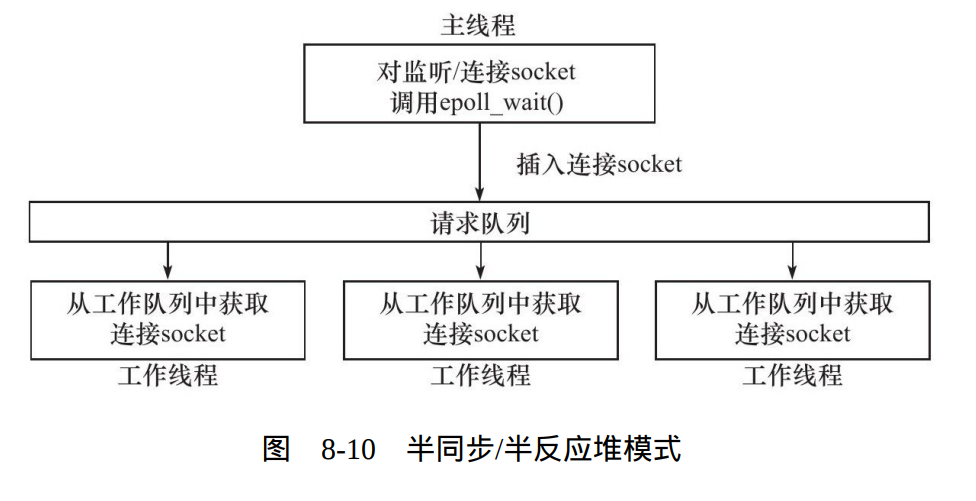 主线程
对监听/连接socket
调用epoll_wait()
插入连接socket
请求队列
从工作队列中获取
连接socket
从工作队列中获取
连接socket
从工作队列中获取
连接socket
工作线程
工作线程
工作线程
图 8-10 半同步/半反应堆模式